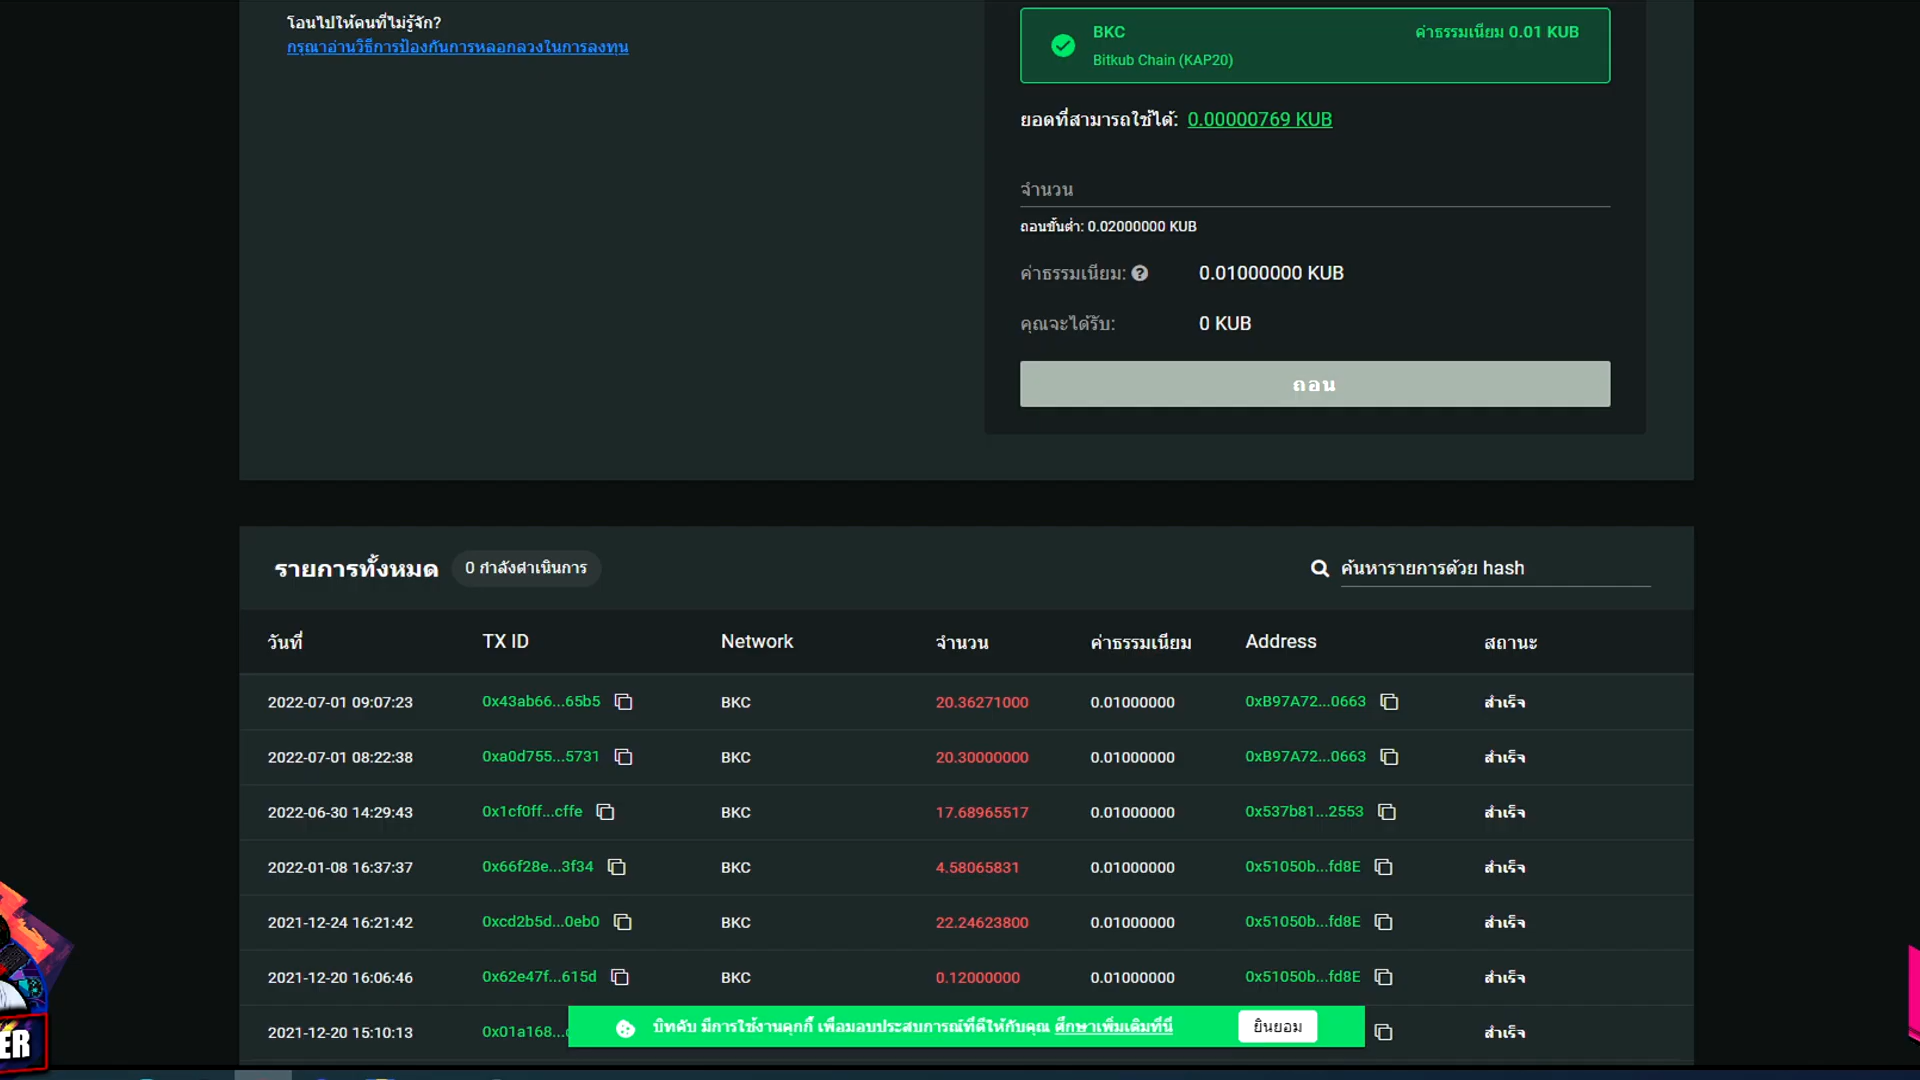 โอนไปให้คนที่ไม่รู้จัก?
กรุณาอ่านวิธีการป้องกันการหลอกลวงในการลงทุน
BKC ค่าธรรมเนียม 0.01 KUB
Bitkub Chain (KAP20)
ยอดที่สามารถใช้ได้: 0.00000769 KUB
จำนวน
ถอนขั้นต่ำ: 0.02000000 KUB
ค่าธรรมเนียม: 0.01000000 KUB
คุณจะได้รับ: 0 KUB
ถอน
รายการทั้งหมด 0 กำลังดำเนินการ ค้นหารายการด้วย hash
วันที่ TX ID Network จำนวน ค่าธรรมเนียม Address สถานะ
2022-07-01 09:07:23 0x43ab66...65b5 BKC 20.36271000 0.01000000 0xB97A72...0663 สำเร็จ
2022-07-01 08:22:38 0xa0d755...5731 BKC 20.30000000 0.01000000 0xB97A72...0663 สำเร็จ
2022-06-30 14:29:43 0x1cf0ff...cffe BKC 17.68965517 0.01000000 0x537b81...2553 สำเร็จ
2022-01-08 16:37:37 0x66f28e...3f34 BKC 4.58065831 0.01000000 0x51050b...fd8E สำเร็จ
2021-12-24 16:21:42 0xcd2b5d...0eb0 BKC 22.24623800 0.01000000 0x51050b...fd8E สำเร็จ
2021-12-20 16:06:46 0x62e47f...615d BKC 0.12000000 0.01000000 0x51050b...fd8E สำเร็จ
2021-12-20 15:10:13 0x01a168... สำเร็จ
บิทคับ มีการใช้งานคุกกี้ เพื่อมอบประสบการณ์ที่ดีให้กับคุณ ศึกษาเพิ่มเติมที่นี่ ยินยอม
ER